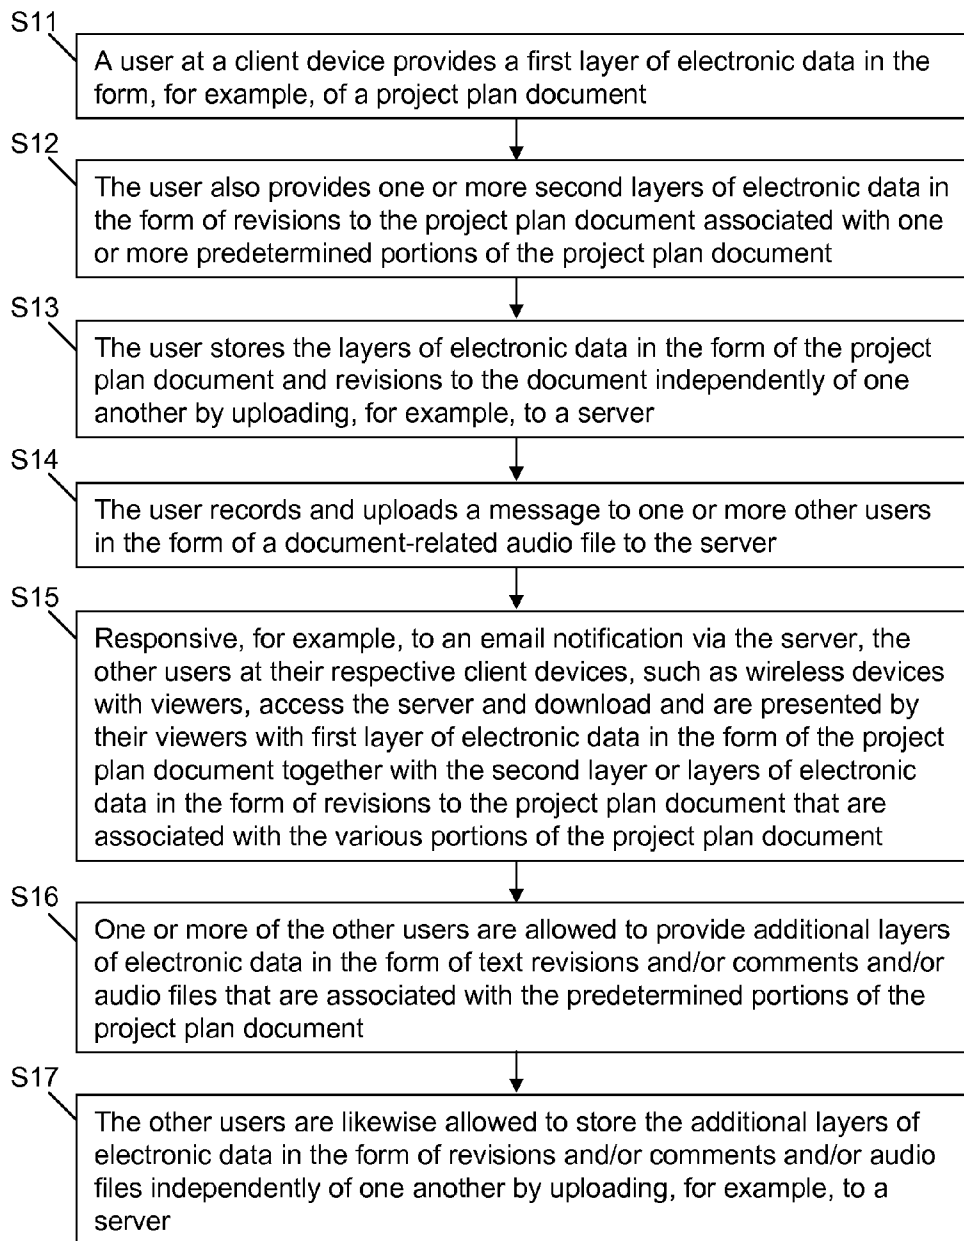 S11
A user at a client device provides a first layer of electronic data in the
form, for example, of a project plan document
S12
The user also provides one or more second layers of electronic data in
the form of revisions to the project plan document associated with one
or more predetermined portions of the project plan document
S13
The user stores the layers of electronic data in the form of the project
plan document and revisions to the document independently of one
another by uploading, for example, to a server
S14
The user records and uploads a message to one or more other users
in the form of a document-related audio file to the server
S15
Responsive, for example, to an email notification via the server, the
other users at their respective client devices, such as wireless devices
with viewers, access the server and download and are presented by
their viewers with first layer of electronic data in the form of the project
plan document together with the second layer or layers of electronic
data in the form of revisions to the project plan document that are
associated with the various portions of the project plan document
S16
One or more of the other users are allowed to provide additional layers
of electronic data in the form of text revisions and/or comments and/or
audio files that are associated with the predetermined portions of the
project plan document
S17
The other users are likewise allowed to store the additional layers of
electronic data in the form of revisions and/or comments and/or audio
files independently of one another by uploading, for example, to a
server